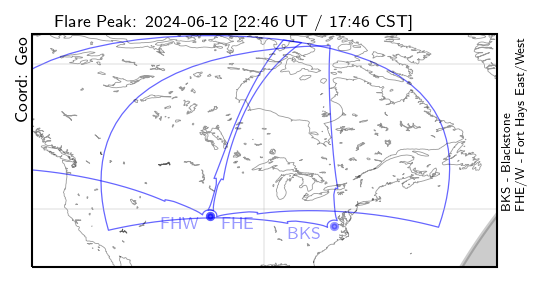 Flare Peak: 2024-06-12 [22:46 UT / 17:46 CST]
Coord: Geo
FHW
FHE
BKS
BKS - Blackstone
FHE/W - Fort Hays East/West